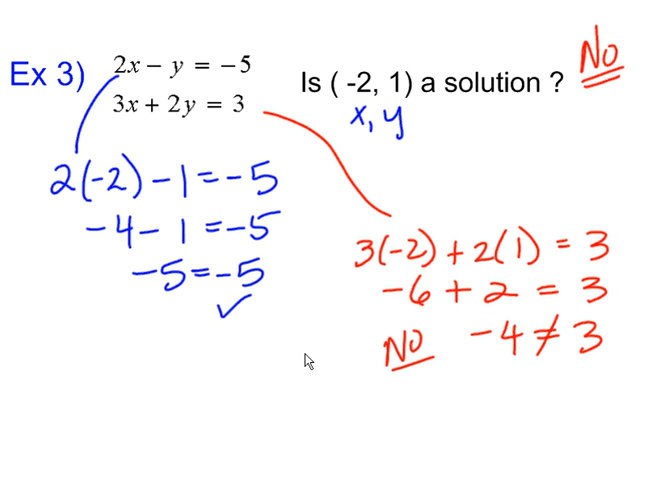 Ex 3) 2x − y = −5
3x + 2y = 3
Is ( -2, 1) a solution ? No
x, y
2(-2) - 1 = -5
-4 - 1 = -5
-5 = -5
✓
3(-2) + 2(1) = 3
-6 + 2 = 3
NO -4 ≠ 3